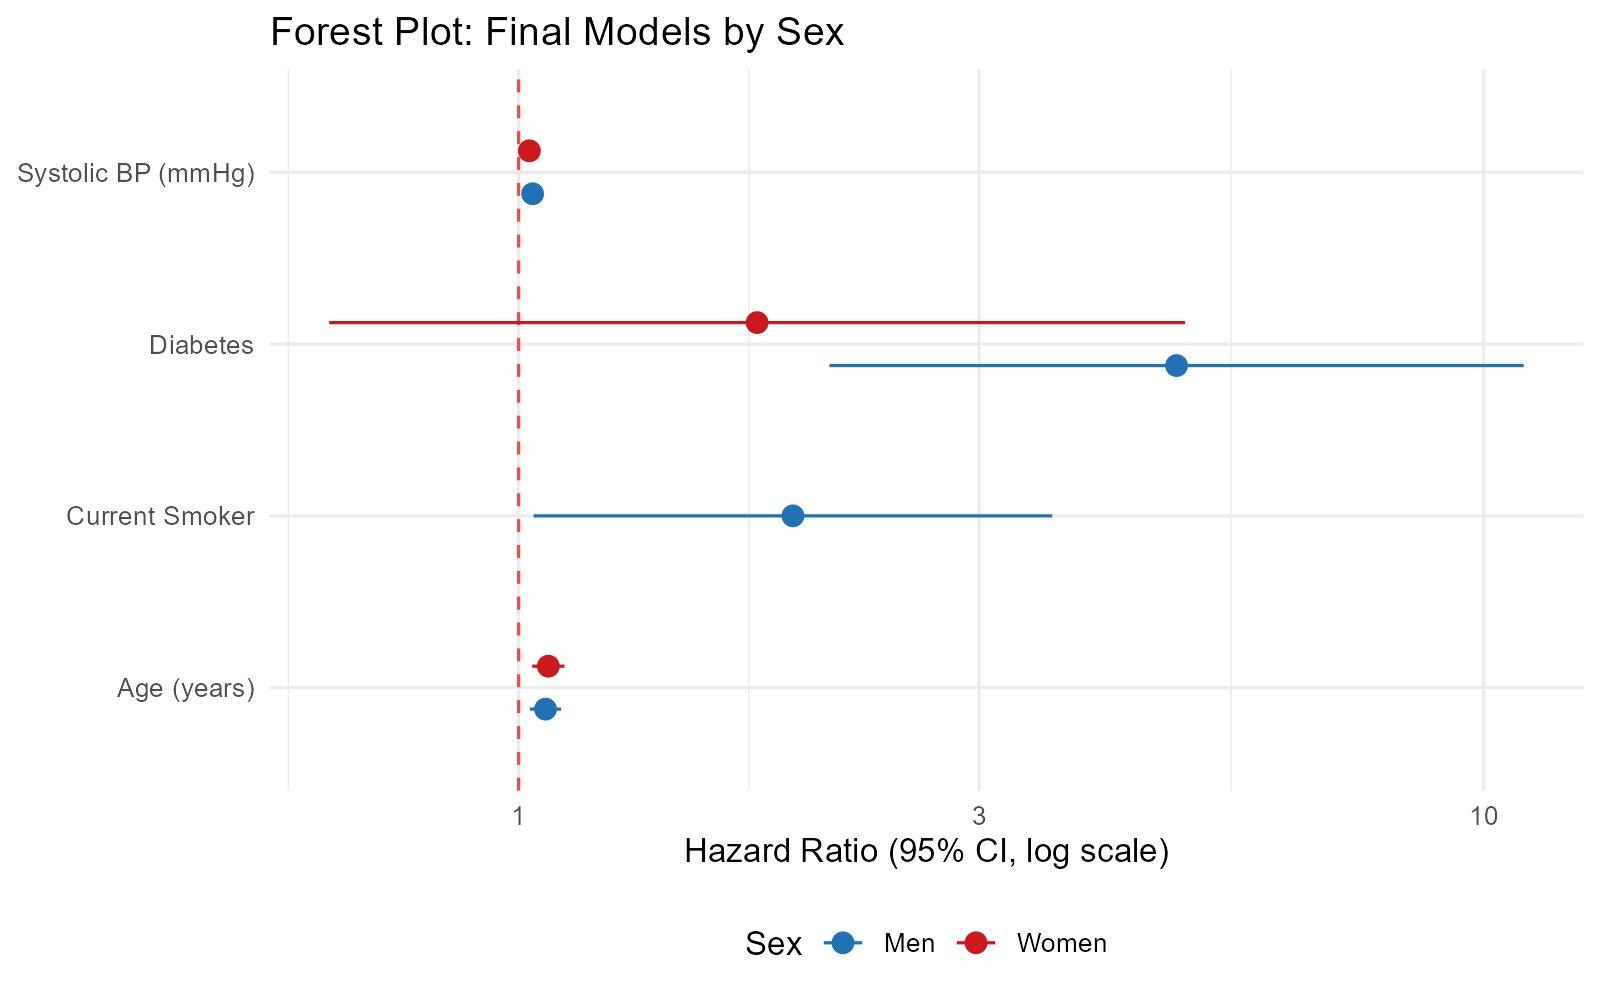 Forest Plot: Final Models by Sex
Systolic BP (mmHg)
Diabetes
Current Smoker
Age (years)
1 3 10
Hazard Ratio (95% CI, log scale)
Sex Men Women